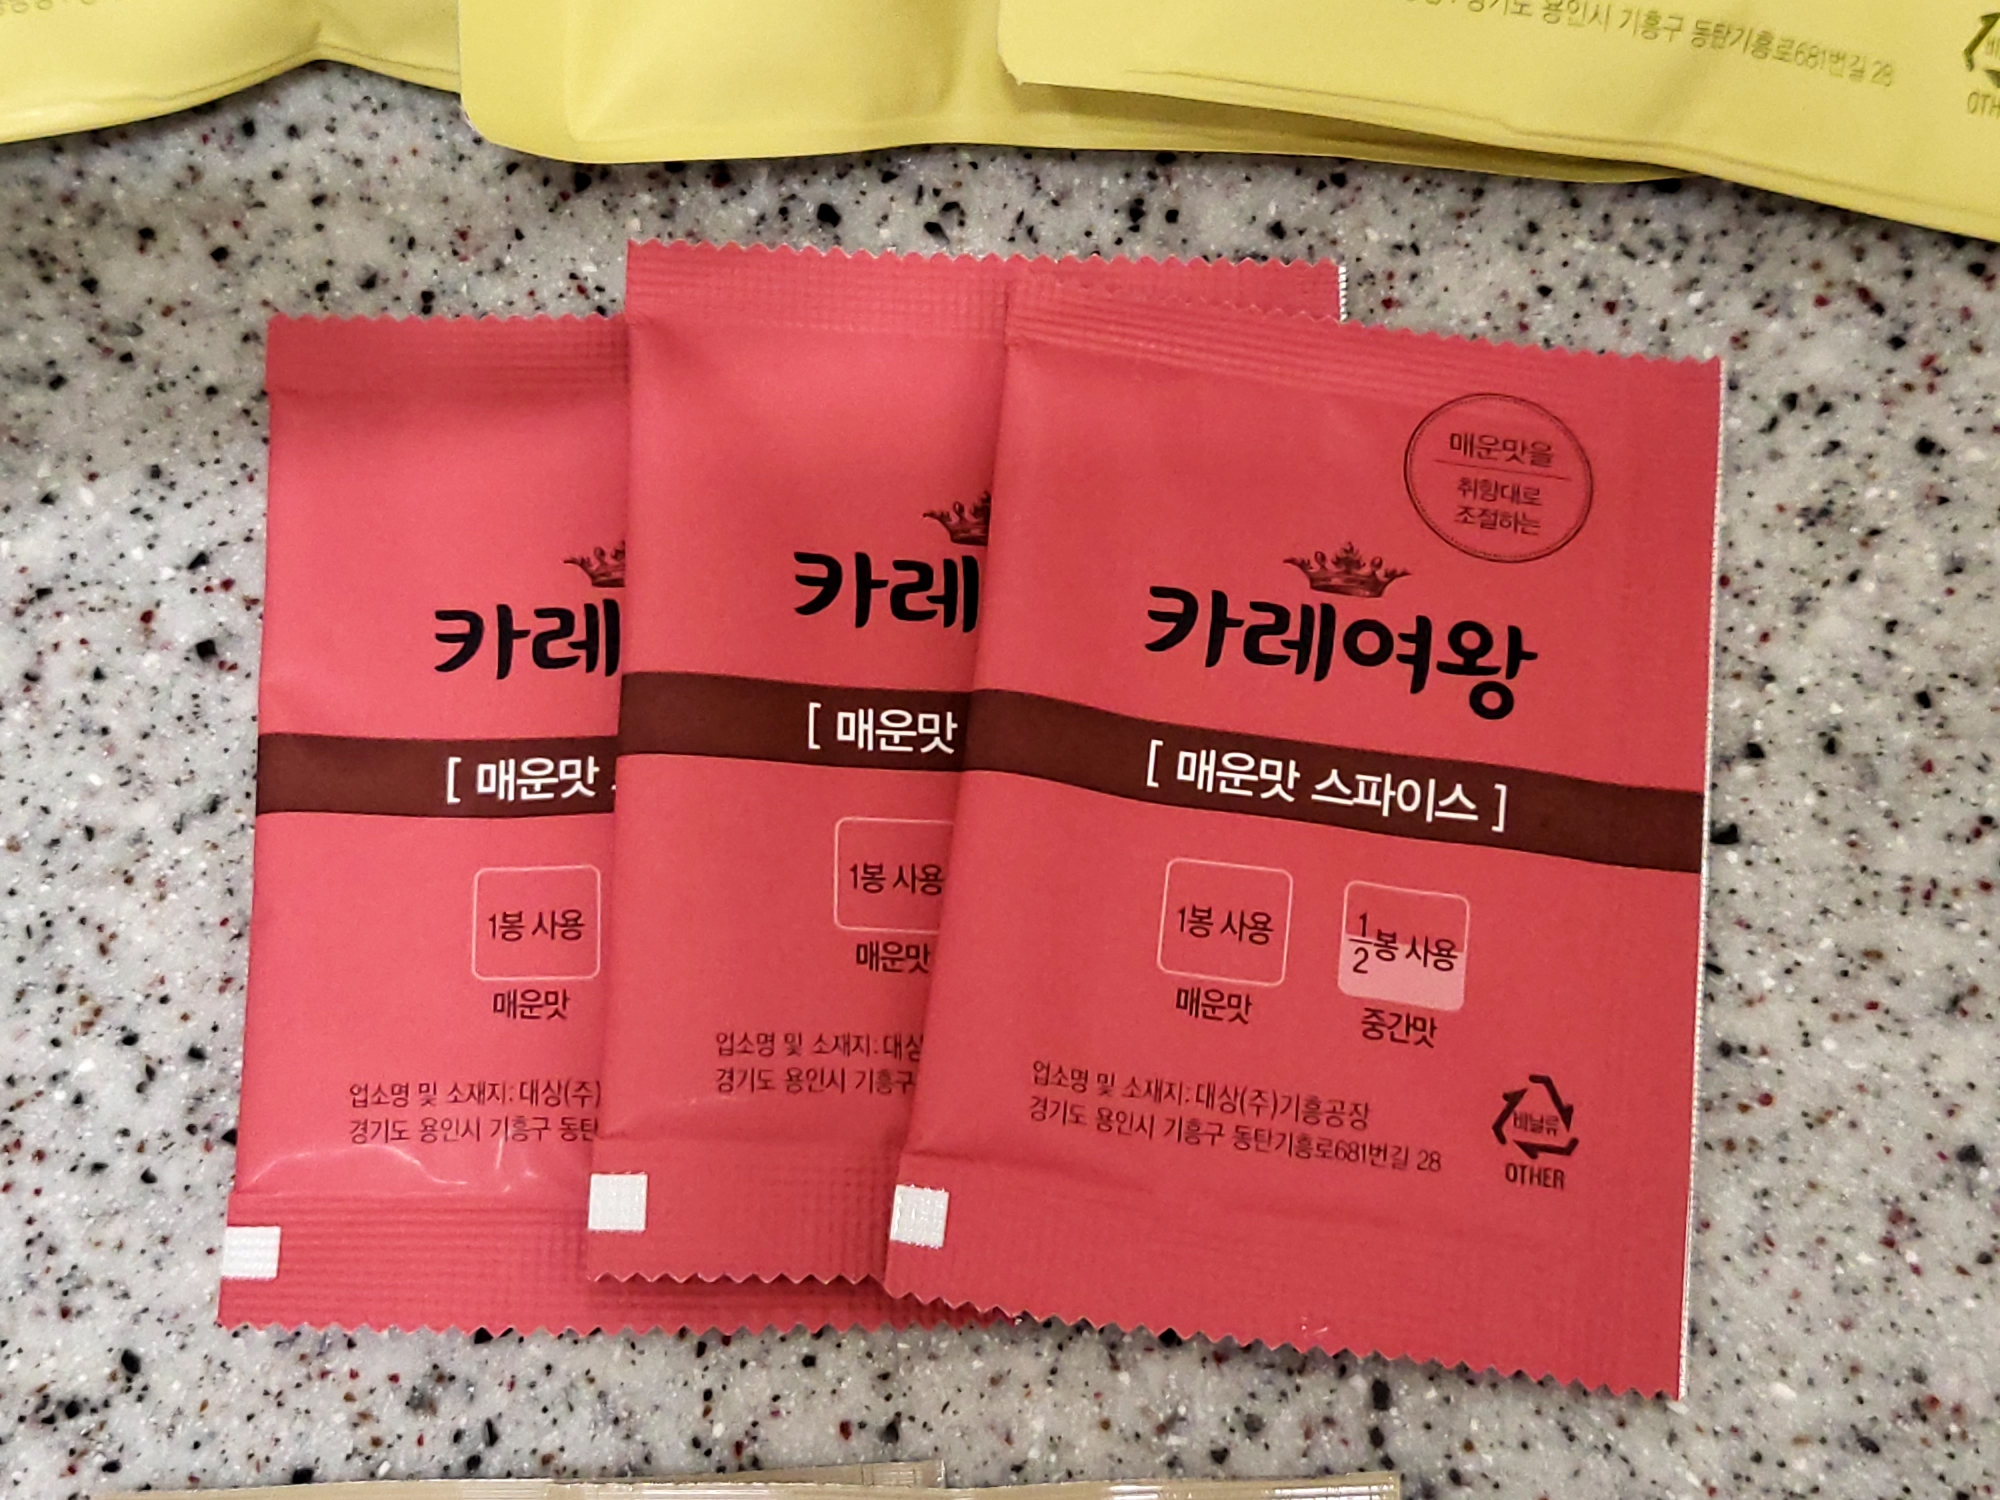 경기도 용인시 기흥구 동탄기흥로681번길 28
매운맛을
취향대로
조절하는
카레
[ 매운맛
1봉 사용
매운맛
업소명 및 소재지: 대상(주)
경기도 용인시 기흥구 동탄
카레
[ 매운맛
1봉 사용
매운맛
업소명 및 소재지: 대상
경기도 용인시 기흥구
카레여왕
[ 매운맛 스파이스 ]
1봉 사용
매운맛
1/2봉 사용
중간맛
업소명 및 소재지: 대상(주)기흥공장
경기도 용인시 기흥구 동탄기흥로681번길 28
비닐류
OTHER